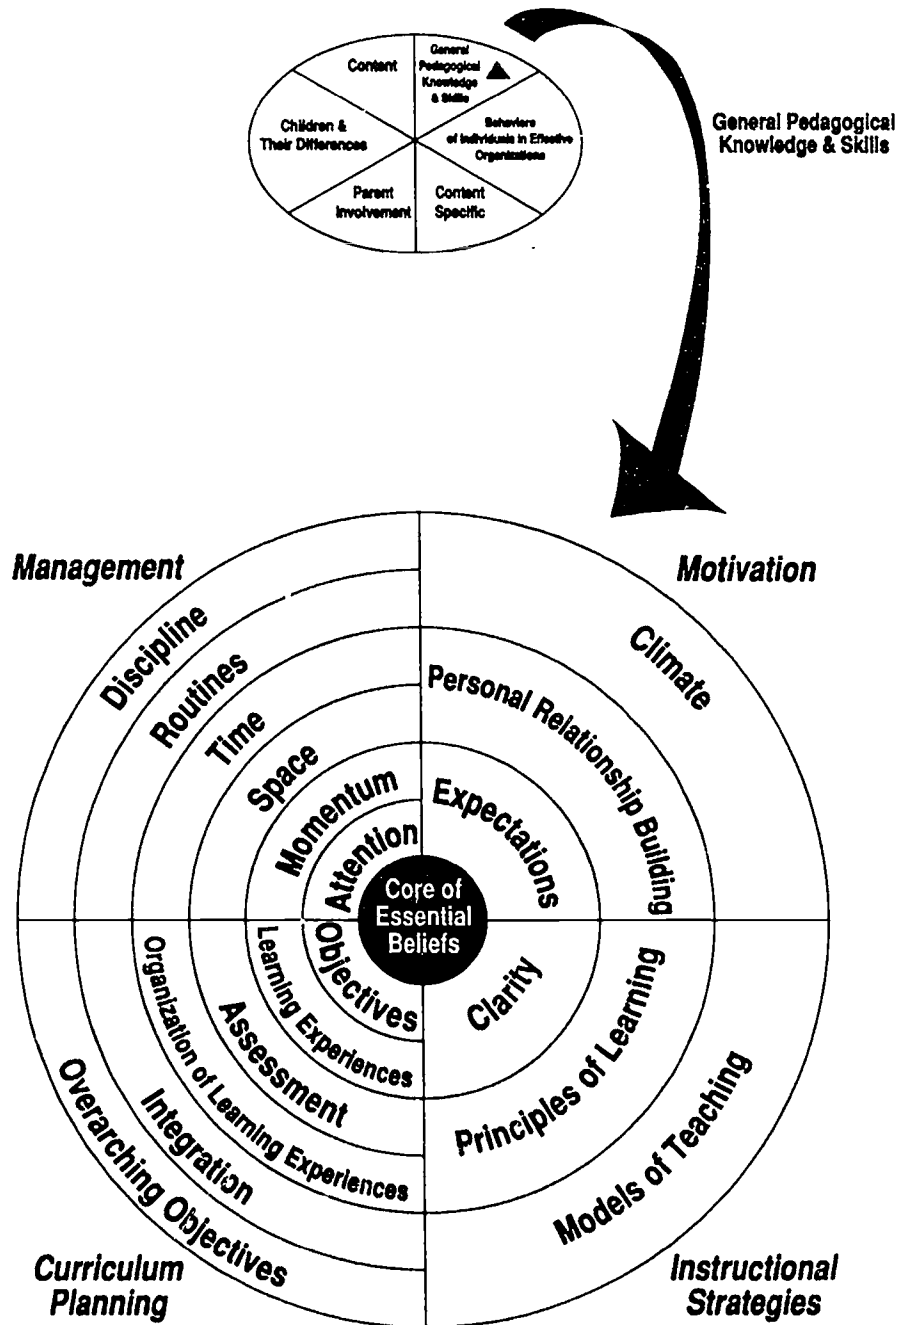 General
Pedagogical
Knowledge
& Skills
Content
Children &
Their Differences
Behaviors
of Individuals in Effective
Organizations
Parent
Involvement
Content
Specific
General Pedagogical
Knowledge & Skills
Management
Motivation
Discipline
Routines
Time
Space
Momentum
Attention
Climate
Personal Relationship Building
Expectations
Core of
Essential
Beliefs
Objectives
Learning Experiences
Assessment
Organization of Learning Experiences
Integration
Overarching Objectives
Clarity
Principles of Learning
Models of Teaching
Curriculum
Planning
Instructional
Strategies